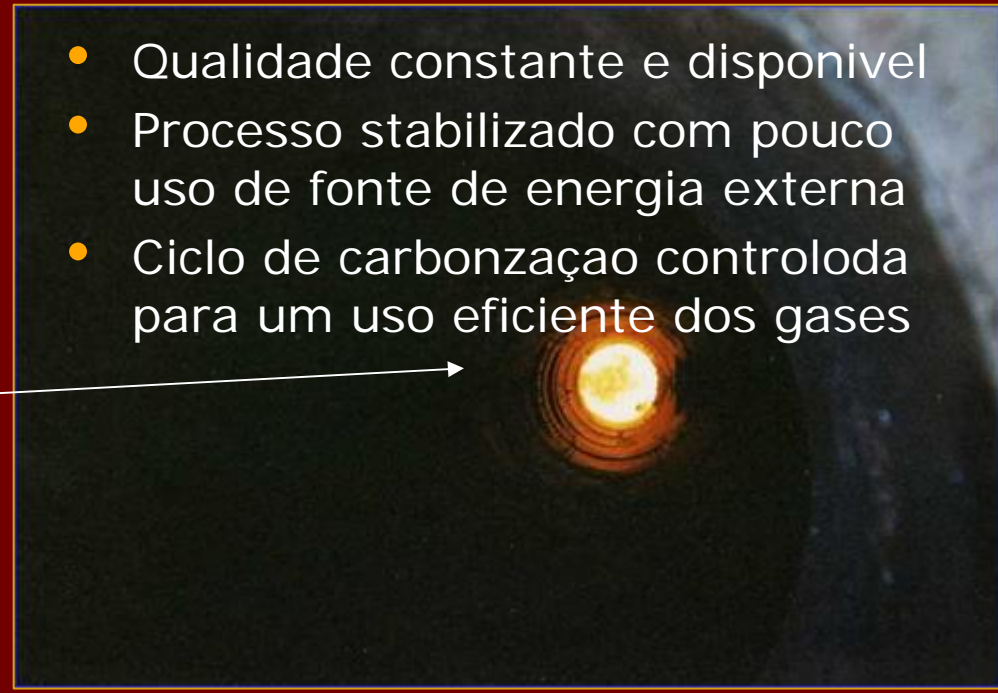 • Qualidade constante e disponivel
• Processo stabilizado com pouco
uso de fonte de energia externa
• Ciclo de carbonzaçao controloda
para um uso eficiente dos gases